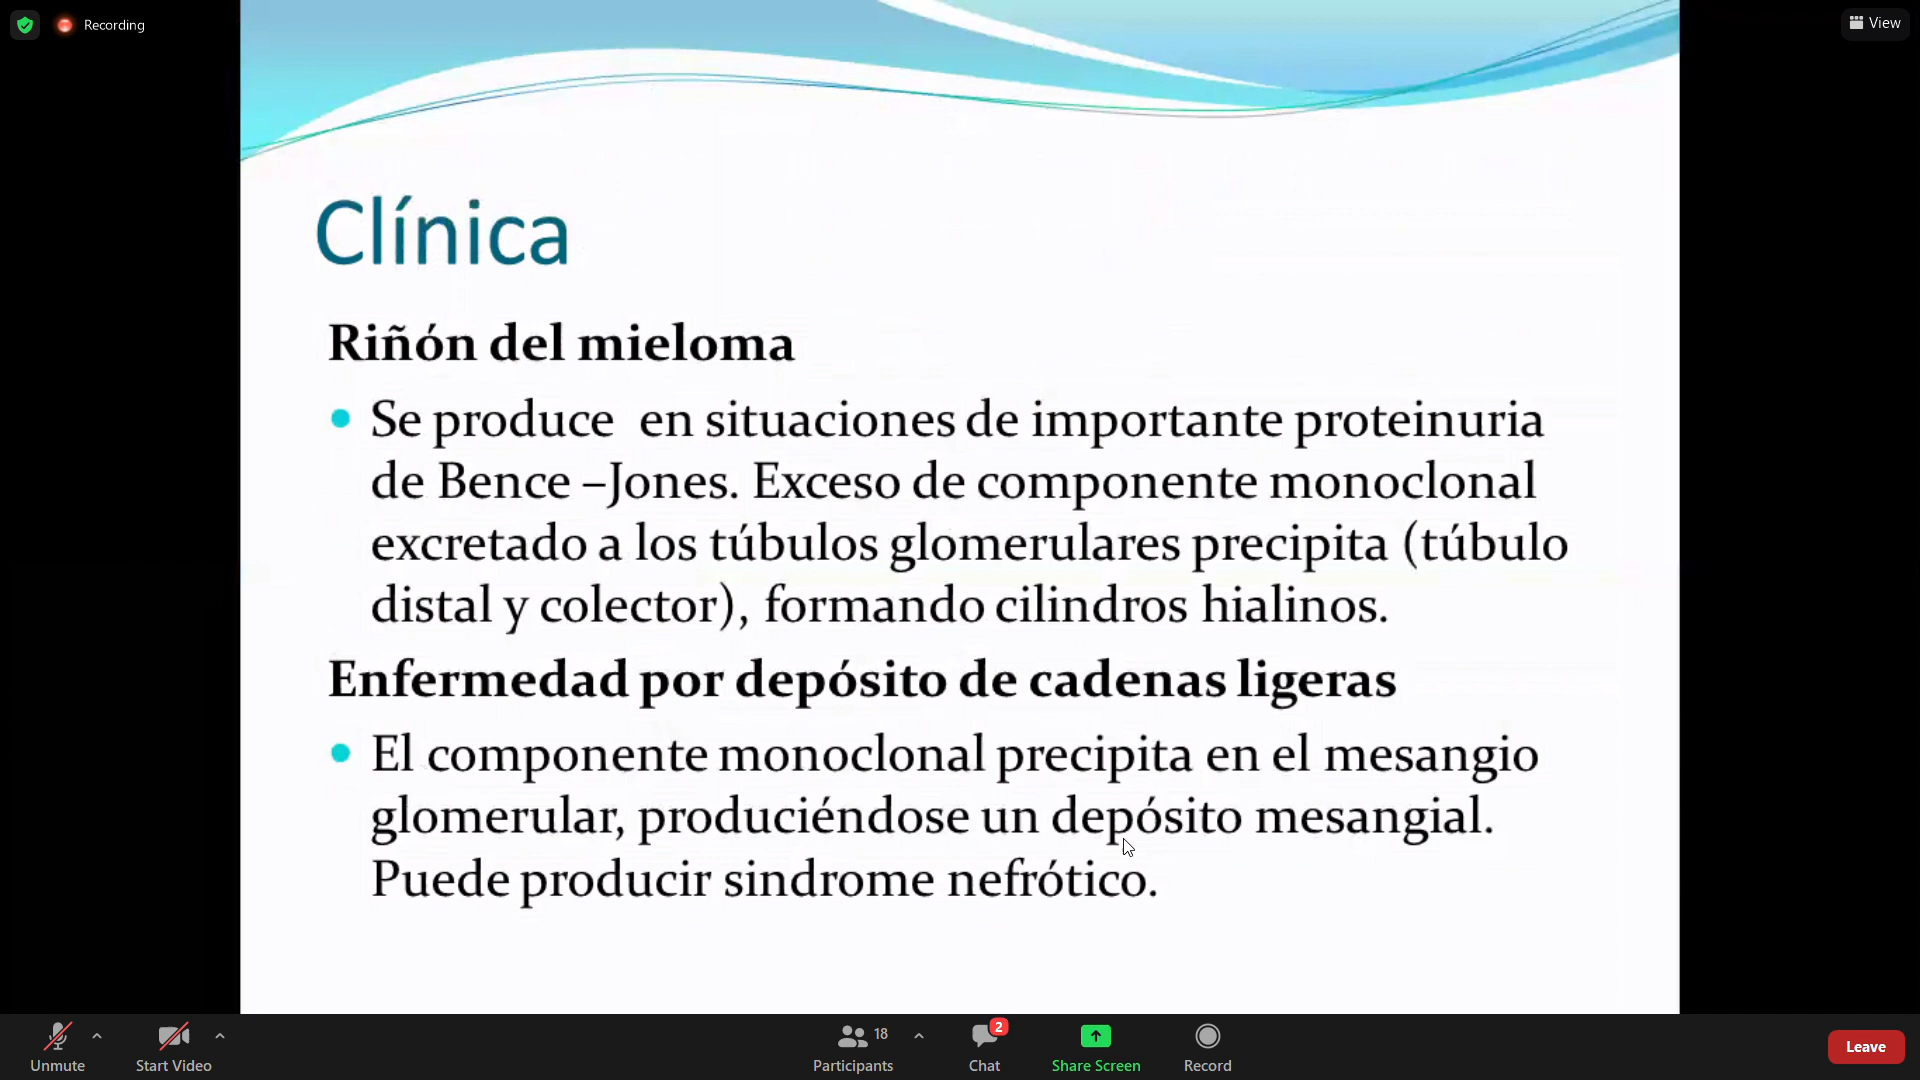 Recording
View
Clínica
Riñón del mieloma
Se produce en situaciones de importante proteinuria
de Bence –Jones. Exceso de componente monoclonal
excretado a los túbulos glomerulares precipita (túbulo
distal y colector), formando cilindros hialinos.
Enfermedad por depósito de cadenas ligeras
El componente monoclonal precipita en el mesangio
glomerular, produciéndose un depósito mesangial.
Puede producir sindrome nefrótico.
Unmute
Start Video
Participants 18
Chat 2
Share Screen
Record
Leave